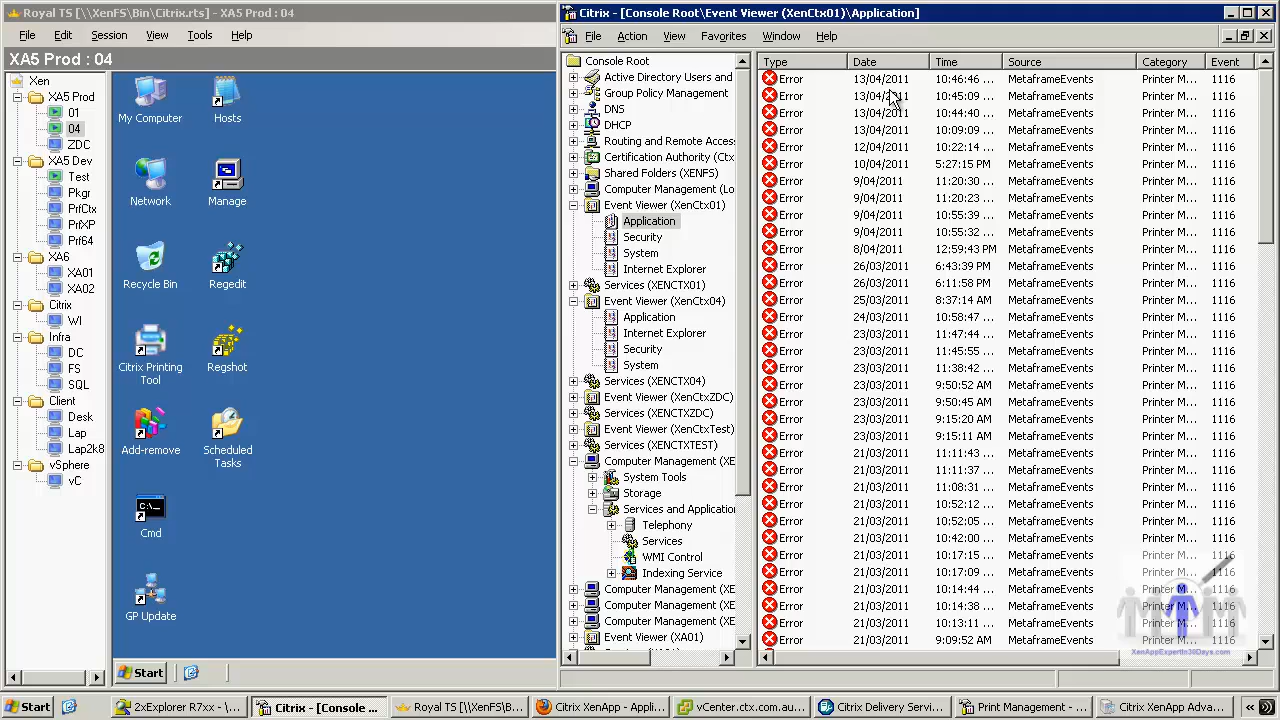 Royal TS [\\XenFS\Bin\Citrix.rts] - XA5 Prod : 04
File Edit Session View Tools Help
XA5 Prod : 04
Xen
XA5 Prod
01
04
ZDC
XA5 Dev
Test
Pkgr
PrfCtx
PrfXP
Prf64
XA6
XA01
XA02
Citrix
WI
Infra
DC
FS
SQL
Client
Desk
Lap
Lap2k8
vSphere
vC
My Computer
Hosts
Network
Manage
Recycle Bin
Regedit
Citrix Printing
Tool
Regshot
Add-remove
Scheduled
Tasks
C:\_
Cmd
GP Update
Start
Citrix - [Console Root\Event Viewer (XenCtx01)\Application]
File Action View Favorites Window Help
Console Root
Active Directory Users and
Group Policy Management
DNS
DHCP
Routing and Remote Acces
Certification Authority (Ctx
Shared Folders (XENFS)
Computer Management (Lo
Event Viewer (XenCtx01)
Application
Security
System
Internet Explorer
Services (XENCTX01)
Event Viewer (XenCtx04)
Application
Internet Explorer
Security
System
Services (XENCTX04)
Event Viewer (XENCTXZDC)
Services (XENCTXZDC)
Event Viewer (XENCTXTest)
Services (XENCTXTEST)
Computer Management (XE
System Tools
Storage
Services and Application
Telephony
Services
WMI Control
Indexing Service
Computer Management (XE
Computer Management (XE
Computer Management (XE
Event Viewer (XA01)
Type Date Time Source Category Event
Error 13/04/2011 10:46:46 ... MetaframeEvents Printer M... 1116
Error 13/04/2011 10:45:09 ... MetaframeEvents Printer M... 1116
Error 13/04/2011 10:44:40 ... MetaframeEvents Printer M... 1116
Error 13/04/2011 10:09:09 ... MetaframeEvents Printer M... 1116
Error 12/04/2011 10:22:14 ... MetaframeEvents Printer M... 1116
Error 10/04/2011 5:27:15 PM MetaframeEvents Printer M... 1116
Error 9/04/2011 11:20:30 ... MetaframeEvents Printer M... 1116
Error 9/04/2011 11:20:23 ... MetaframeEvents Printer M... 1116
Error 9/04/2011 10:55:39 ... MetaframeEvents Printer M... 1116
Error 9/04/2011 10:55:32 ... MetaframeEvents Printer M... 1116
Error 8/04/2011 12:59:43 PM MetaframeEvents Printer M... 1116
Error 26/03/2011 6:43:39 PM MetaframeEvents Printer M... 1116
Error 26/03/2011 6:11:58 PM MetaframeEvents Printer M... 1116
Error 25/03/2011 8:37:14 AM MetaframeEvents Printer M... 1116
Error 24/03/2011 10:58:47 ... MetaframeEvents Printer M... 1116
Error 23/03/2011 11:47:44 ... MetaframeEvents Printer M... 1116
Error 23/03/2011 11:45:55 ... MetaframeEvents Printer M... 1116
Error 23/03/2011 11:38:42 ... MetaframeEvents Printer M... 1116
Error 23/03/2011 9:50:52 AM MetaframeEvents Printer M... 1116
Error 23/03/2011 9:50:45 AM MetaframeEvents Printer M... 1116
Error 23/03/2011 9:15:20 AM MetaframeEvents Printer M... 1116
Error 23/03/2011 9:15:11 AM MetaframeEvents Printer M... 1116
Error 21/03/2011 11:11:43 ... MetaframeEvents Printer M... 1116
Error 21/03/2011 11:11:37 ... MetaframeEvents Printer M... 1116
Error 21/03/2011 11:08:31 ... MetaframeEvents Printer M... 1116
Error 21/03/2011 10:52:12 ... MetaframeEvents Printer M... 1116
Error 21/03/2011 10:52:05 ... MetaframeEvents Printer M... 1116
Error 21/03/2011 10:42:00 ... MetaframeEvents Printer M... 1116
Error 21/03/2011 10:17:15 ... MetaframeEvents Printer M... 1116
Error 21/03/2011 10:17:09 ... MetaframeEvents Printer M... 1116
Error 21/03/2011 10:14:44 ... MetaframeEvents Printer M... 1116
Error 21/03/2011 10:14:38 ... MetaframeEvents Printer M... 1116
Error 21/03/2011 10:13:11 ... MetaframeEvents Printer M... 1116
Error 21/03/2011 9:09:52 AM MetaframeEvents Printer M... 1116
XenAppExpertIn30Days.com
Start 2xExplorer R7xx - \... Citrix - [Console ... Royal TS [\\XenFS\B... Citrix XenApp - Appli... vCenter.ctx.com.au... Citrix Delivery Servi... Print Management - ... Citrix XenApp Adva...